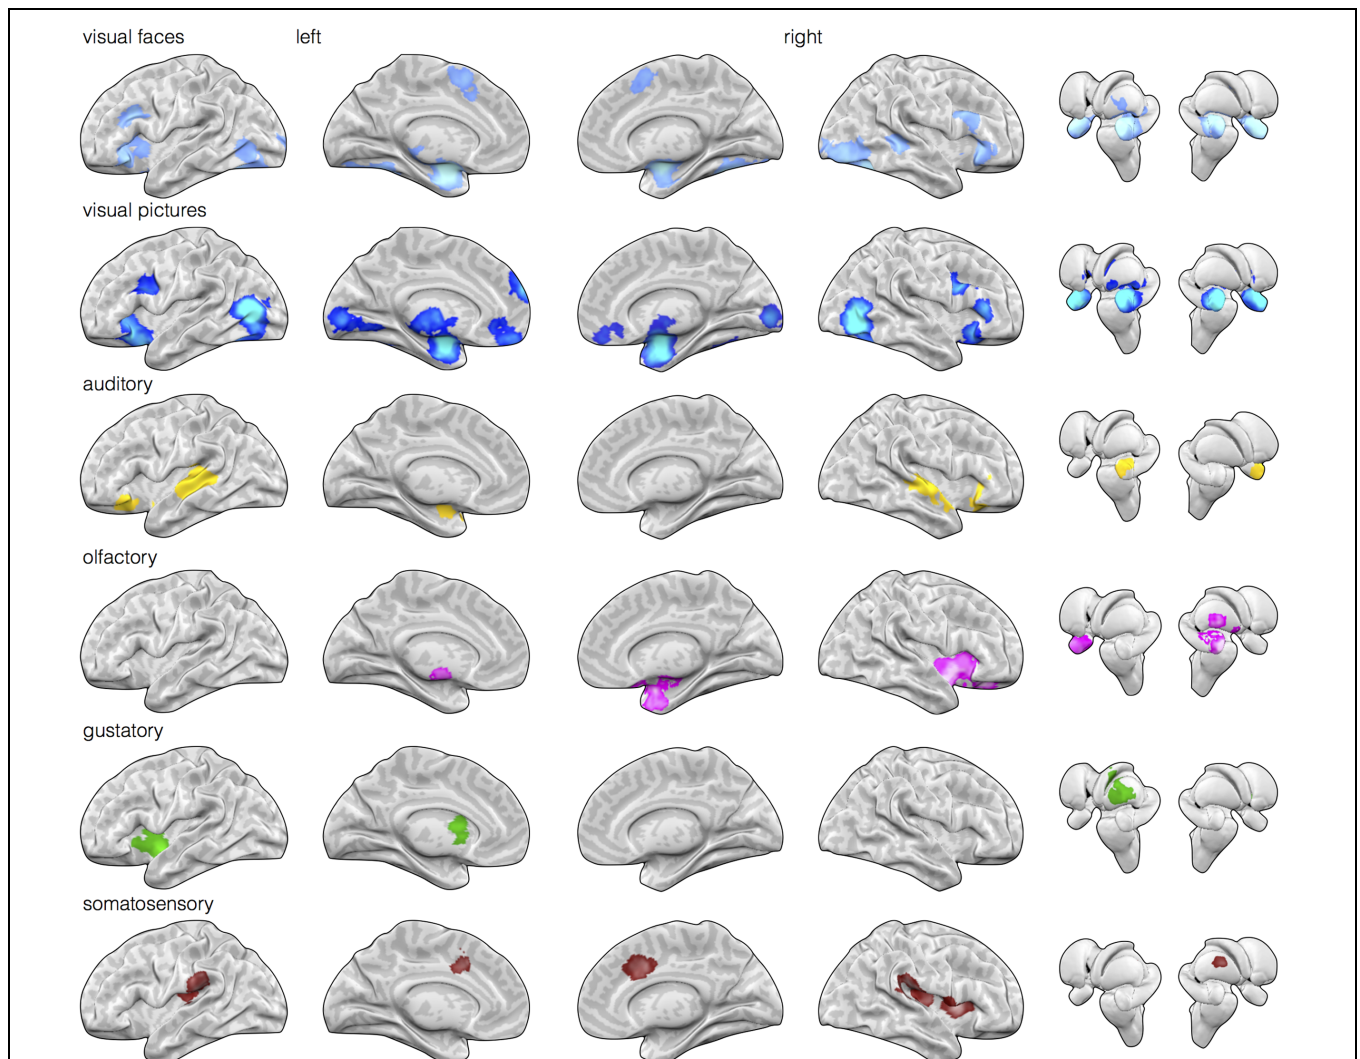 visual faces
left
right
visual pictures
auditory
olfactory
gustatory
somatosensory